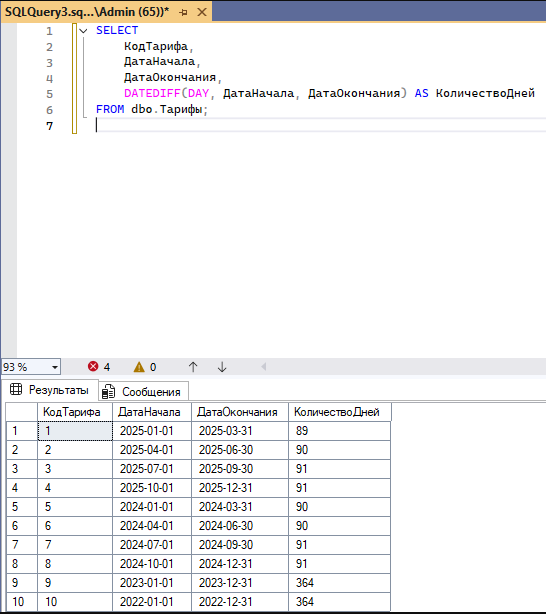 SQLQuery3.sq...\Admin (65))*
1 SELECT
2 КодТарифа,
3 ДатаНачала,
4 ДатаОкончания,
5 DATEDIFF(DAY, ДатаНачала, ДатаОкончания) AS КоличествоДней
6 FROM dbo.Тарифы;
7
93 % 4 0
Результаты Сообщения
КодТарифа ДатаНачала ДатаОкончания КоличествоДней
1 1 2025-01-01 2025-03-31 89
2 2 2025-04-01 2025-06-30 90
3 3 2025-07-01 2025-09-30 91
4 4 2025-10-01 2025-12-31 91
5 5 2024-01-01 2024-03-31 90
6 6 2024-04-01 2024-06-30 90
7 7 2024-07-01 2024-09-30 91
8 8 2024-10-01 2024-12-31 91
9 9 2023-01-01 2023-12-31 364
10 10 2022-01-01 2022-12-31 364